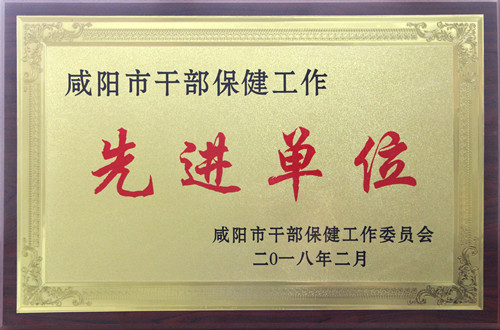 咸阳市干部保健工作
先进单位
咸阳市干部保健工作委员会
二O一八年二月